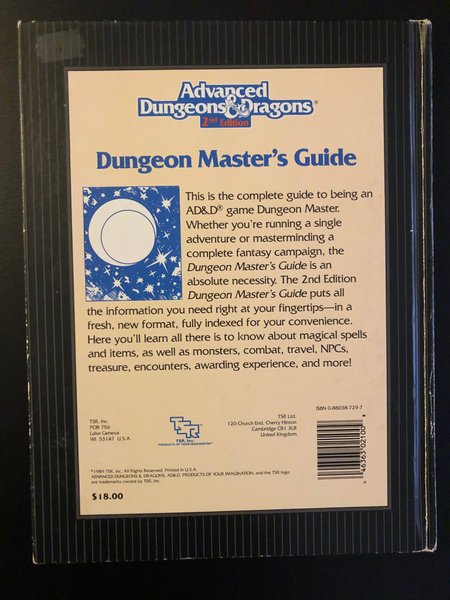 Advanced
Dungeons & Dragons®
2nd Edition
Dungeon Master's Guide
This is the complete guide to being an
AD&D® game Dungeon Master.
Whether you're running a single
adventure or masterminding a
complete fantasy campaign, the
Dungeon Master's Guide is an
absolute necessity. The 2nd Edition
Dungeon Master's Guide puts all
the information you need right at your fingertips—in a
fresh, new format, fully indexed for your convenience.
Here you'll learn all there is to know about magical spells
and items, as well as monsters, combat, travel, NPCs,
treasure, encounters, awarding experience, and more!
ISBN 0-88038-729-7
TSR, Inc.
POB 756
Lake Geneva
WI 53147 U.S.A.
TSR
TSR, Inc.
PRODUCTS OF YOUR IMAGINATION™
TSR Ltd.
120 Church End, Cherry Hinton
Cambridge CB1 3LB
United Kingdom
©1989 TSR, Inc. All Rights Reserved. Printed in U.S.A.
ADVANCED DUNGEONS & DRAGONS, AD&D, PRODUCTS OF YOUR IMAGINATION, and the TSR logo
are trademarks owned by TSR, Inc.
$18.00